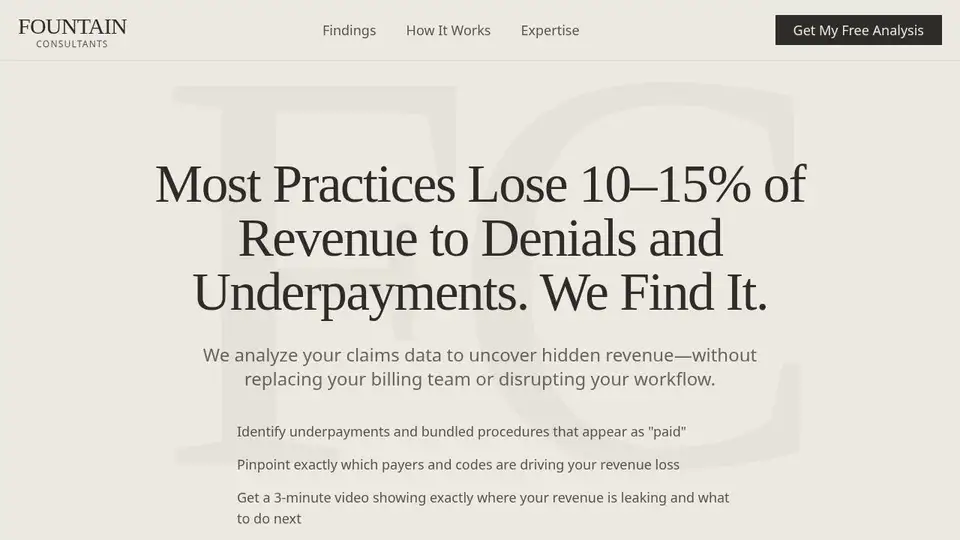 FOUNTAIN
CONSULTANTS
Findings
How It Works
Expertise
Get My Free Analysis
FC
Most Practices Lose 10–15% of
Revenue to Denials and
Underpayments. We Find It.
We analyze your claims data to uncover hidden revenue—without
replacing your billing team or disrupting your workflow.
Identify underpayments and bundled procedures that appear as "paid"
Pinpoint exactly which payers and codes are driving your revenue loss
Get a 3-minute video showing exactly where your revenue is leaking and what
to do next